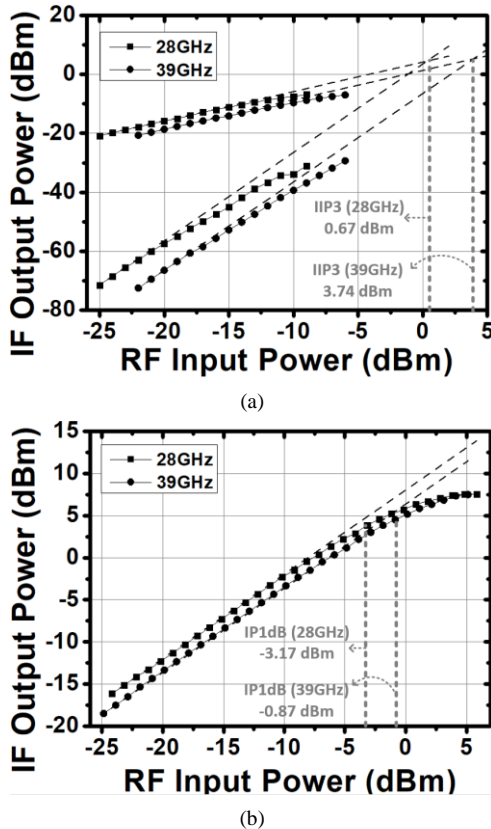 IF Output Power (dBm)
20
0
-20
-40
-60
-80
28GHz
39GHz
IIP3 (28GHz)
0.67 dBm
IIP3 (39GHz)
3.74 dBm
-25 -20 -15 -10 -5 0 5
RF Input Power (dBm)
(a)
IF Output Power (dBm)
15
10
5
0
-5
-10
-15
-20
28GHz
39GHz
IP1dB (28GHz)
-3.17 dBm
IP1dB (39GHz)
-0.87 dBm
-25 -20 -15 -10 -5 0 5
RF Input Power (dBm)
(b)